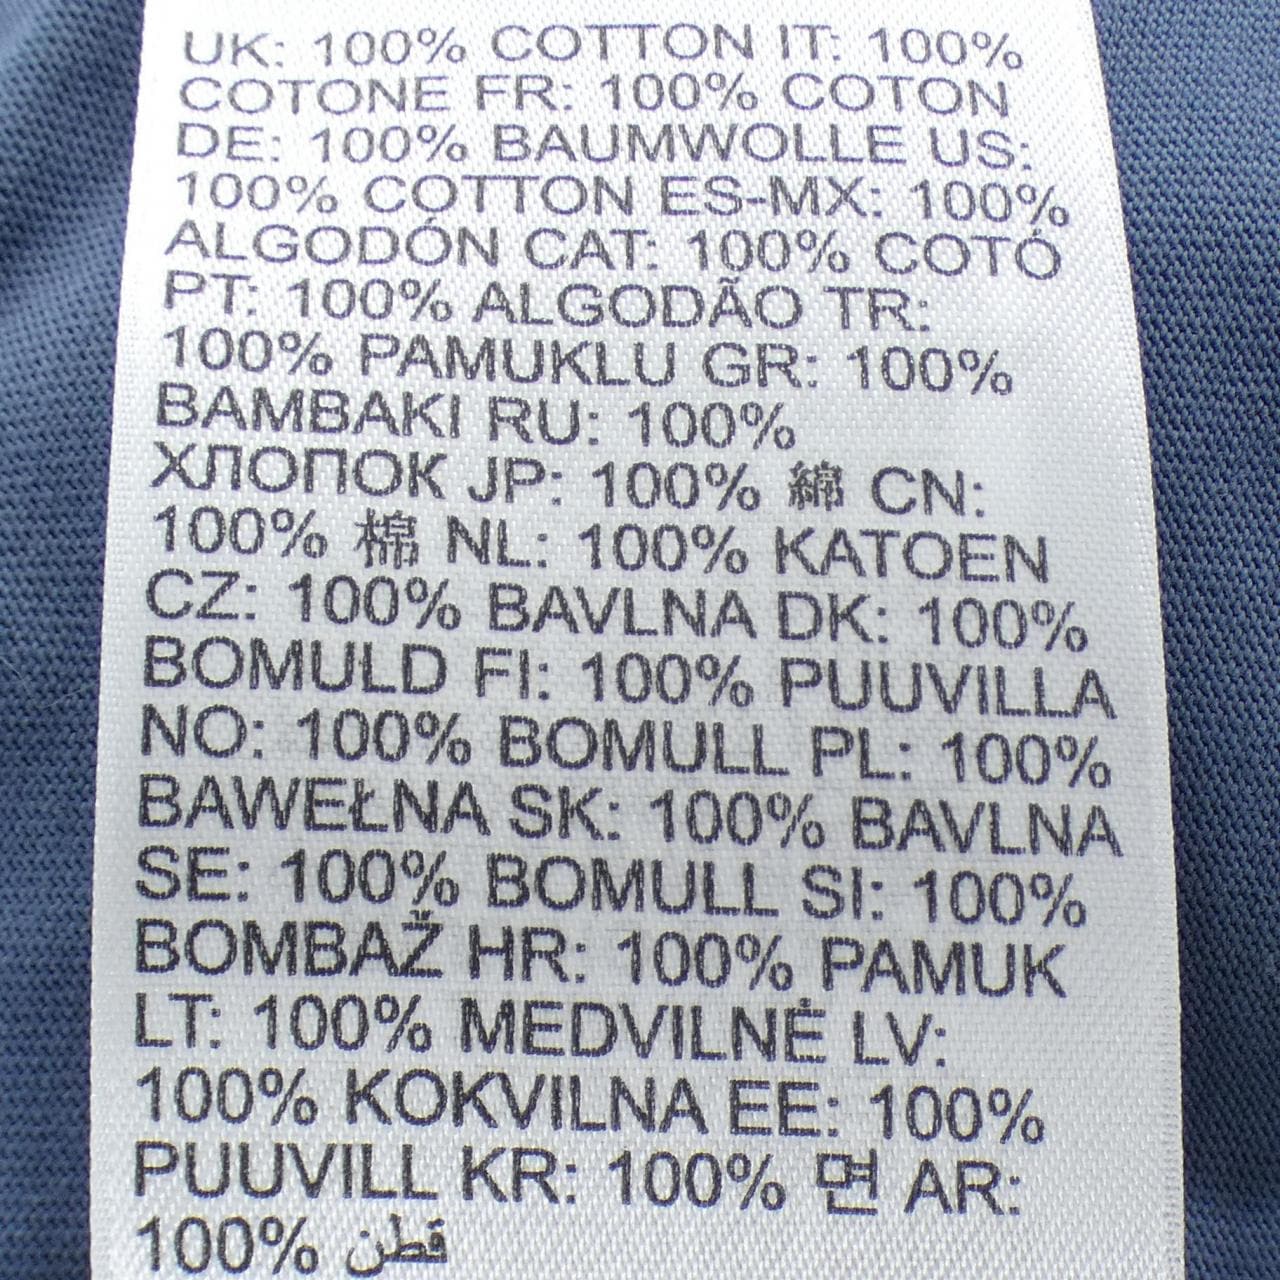 UK: 100% COTTON IT: 100%
COTONE FR: 100% COTON
DE: 100% BAUMWOLLE US:
100% COTTON ES-MX: 100%
ALGODÓN CAT: 100% COTÓ
PT: 100% ALGODÃO TR:
100% PAMUKLU GR: 100%
BAMBAKI RU: 100%
ХЛОПОК JP: 100% 綿 CN:
100% 棉 NL: 100% KATOEN
CZ: 100% BAVLNA DK: 100%
BOMULD FI: 100% PUUVILLA
NO: 100% BOMULL PL: 100%
BAWEŁNA SK: 100% BAVLNA
SE: 100% BOMULL SI: 100%
BOMBAŽ HR: 100% PAMUK
LT: 100% MEDVILNĖ LV:
100% KOKVILNA EE: 100%
PUUVILL KR: 100% 면 AR:
100% قطن